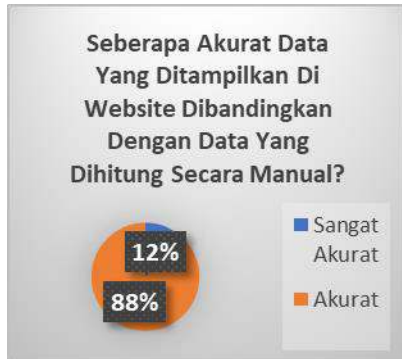 Seberapa Akurat Data
Yang Ditampilkan Di
Website Dibandingkan
Dengan Data Yang
Dihitung Secara Manual?
12%
88%
Sangat
Akurat
Akurat